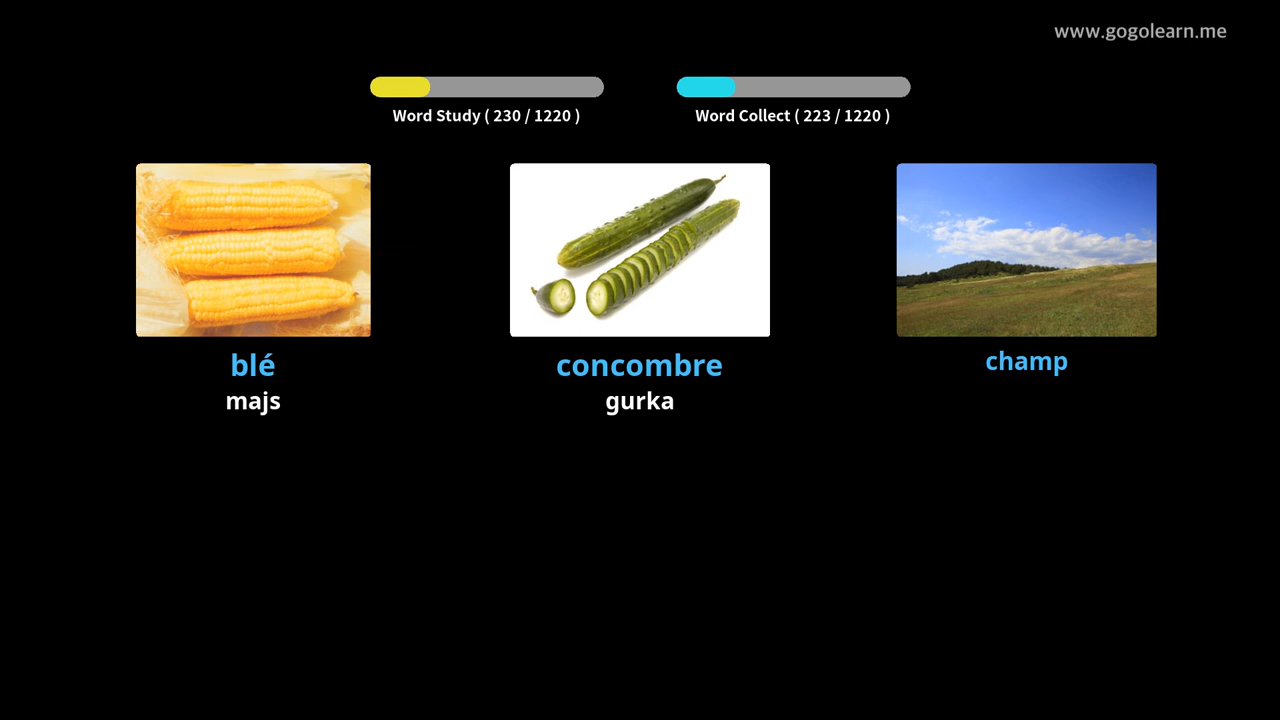 www.gogolearn.me
Word Study ( 230 / 1220 )
Word Collect ( 223 / 1220 )
blé
concombre
champ
majs
gurka